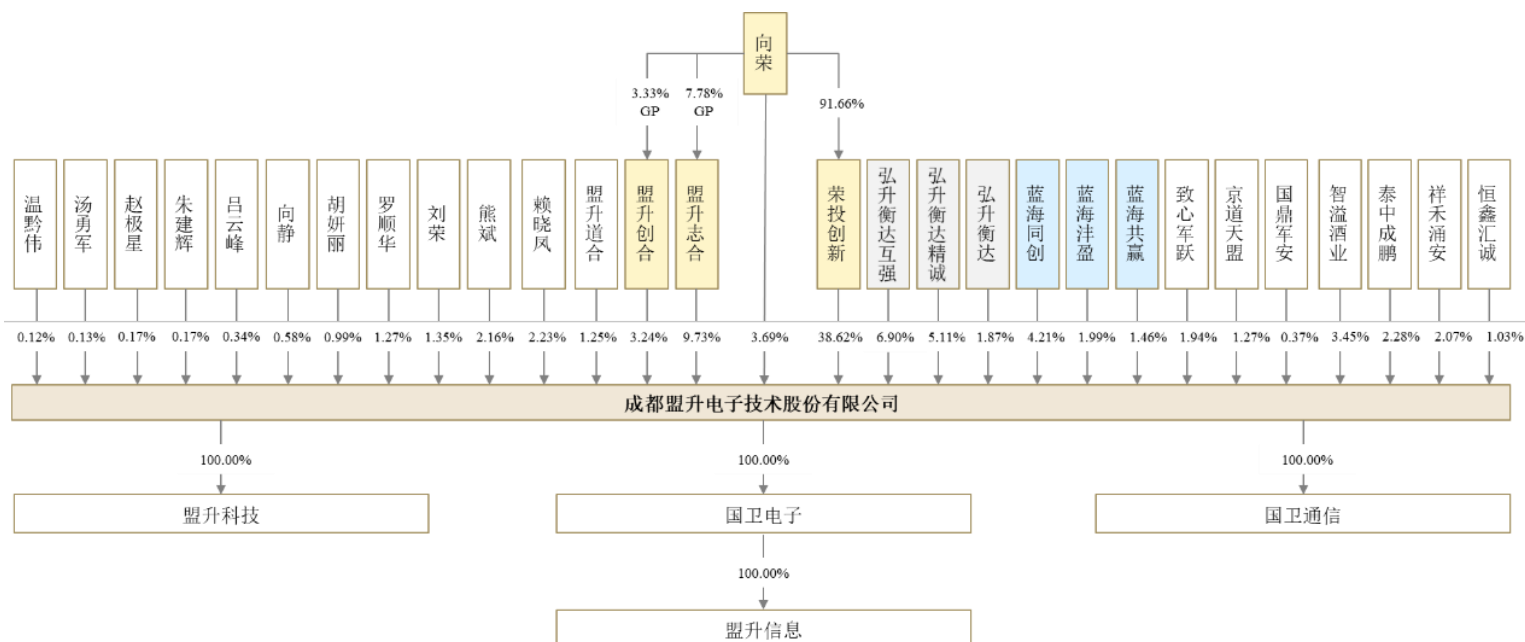 向荣
3.33%
GP
7.78%
GP
91.66%
温黔伟
汤勇军
赵极星
朱建辉
吕云峰
向静
胡妍丽
罗顺华
刘荣
熊斌
赖晓凤
盟升道合
盟升创合
盟升志合
荣投创新
弘升衡达互强
弘升衡达精诚
弘升衡达
蓝海同创
蓝海沣盈
蓝海共赢
致心军跃
京道天盟
国鼎军安
智溢酒业
泰中成鹏
祥禾涌安
恒鑫汇诚
0.12%
0.13%
0.17%
0.17%
0.34%
0.58%
0.99%
1.27%
1.35%
2.16%
2.23%
1.25%
3.24%
9.73%
3.69%
38.62%
6.90%
5.11%
1.87%
4.21%
1.99%
1.46%
1.94%
1.27%
0.37%
3.45%
2.28%
2.07%
1.03%
成都盟升电子技术股份有限公司
100.00%
100.00%
100.00%
盟升科技
国卫电子
国卫通信
100.00%
盟升信息